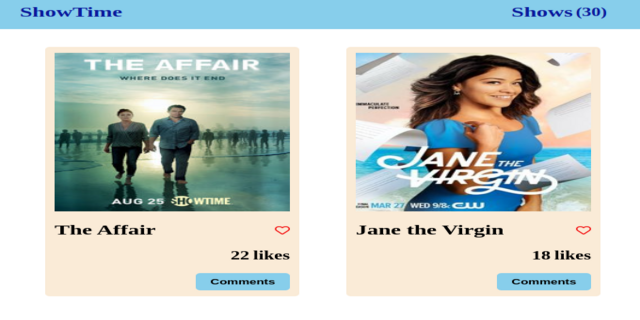 ShowTime
Shows (30)
THE AFFAIR
WHERE DOES IT END
AUG 25 SHOWTIME
IMMACULATE
PERFECTION
JANE THE
VIRGIN
MAR 27 WED 9/8c CW
The Affair
Jane the Virgin
22 likes
18 likes
Comments
Comments